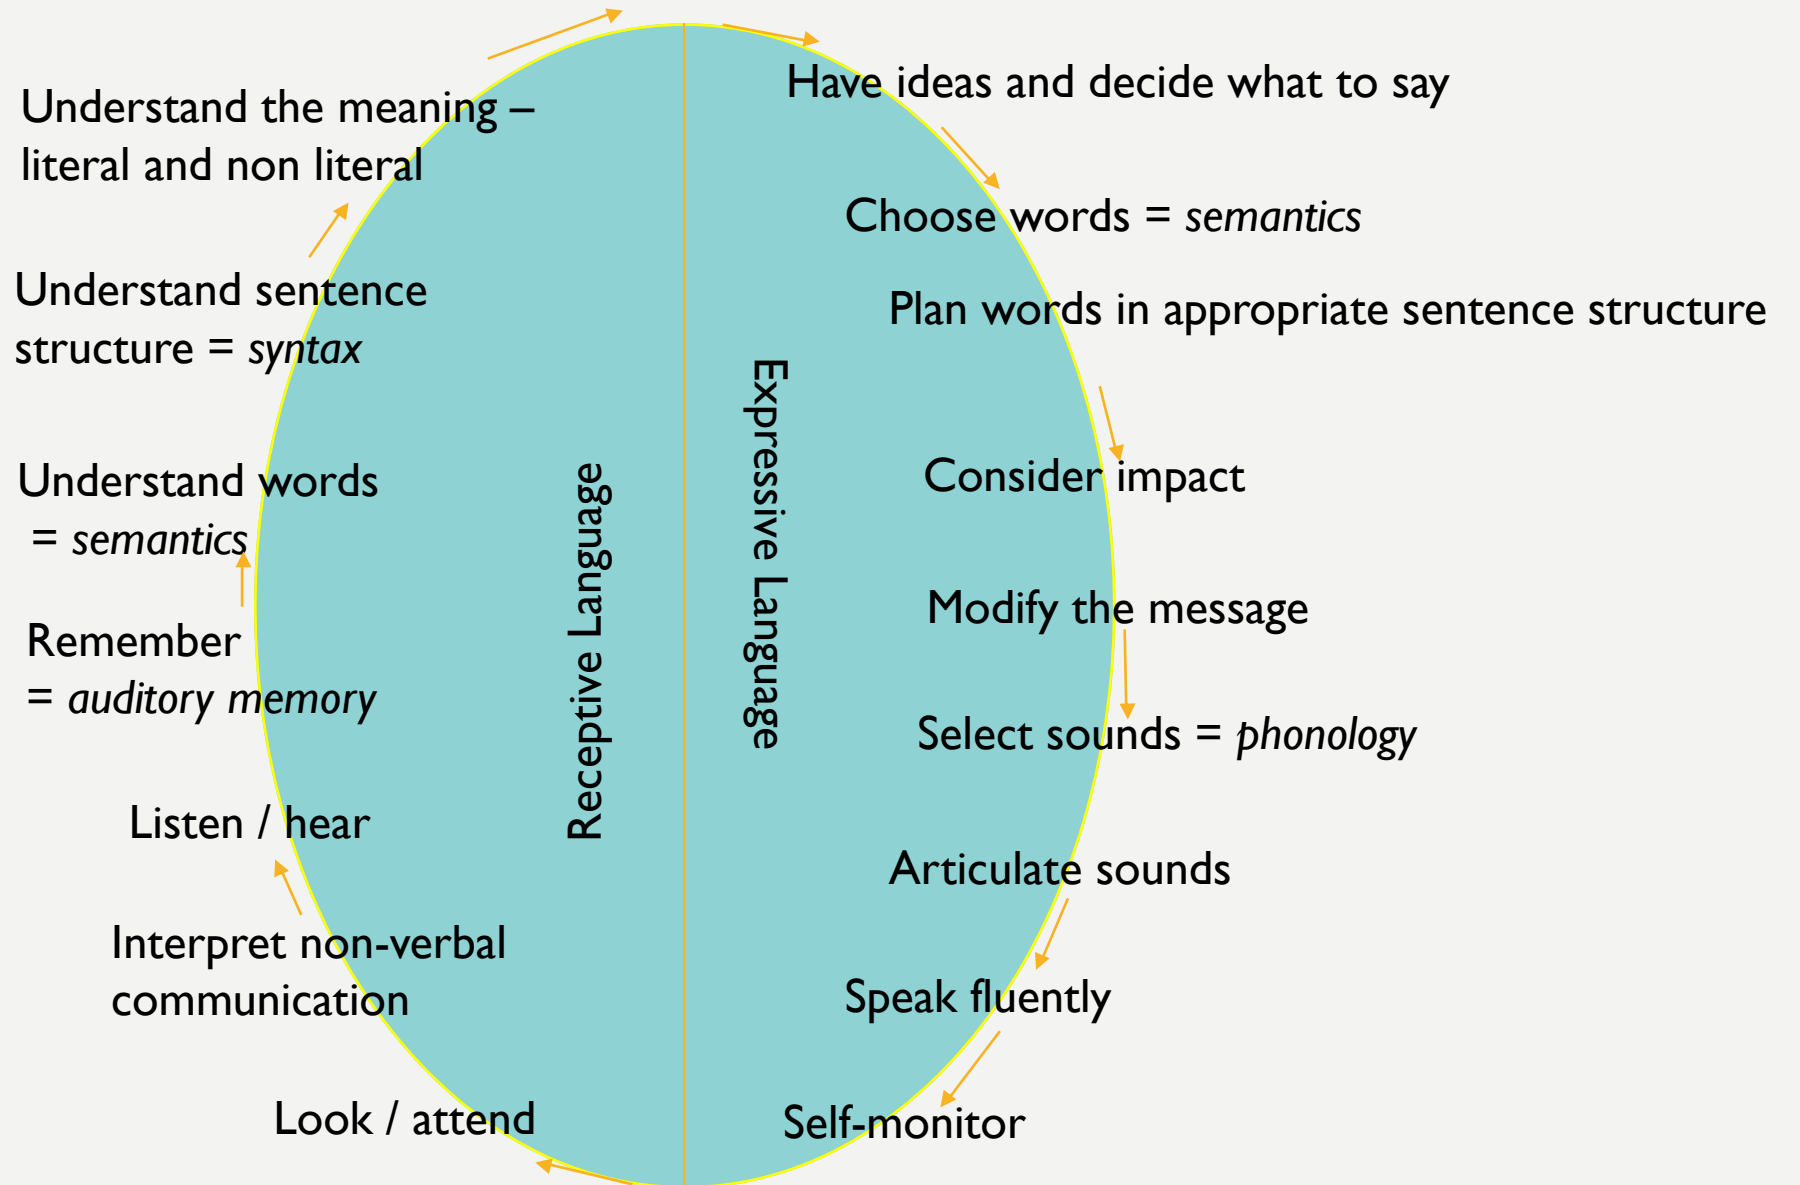 Understand the meaning –
literal and non literal
Understand sentence
structure = syntax
Understand words
= semantics
Remember
= auditory memory
Listen / hear
Interpret non-verbal
communication
Look / attend
Receptive Language
Expressive Language
Have ideas and decide what to say
Choose words = semantics
Plan words in appropriate sentence structure
Consider impact
Modify the message
Select sounds = phonology
Articulate sounds
Speak fluently
Self-monitor